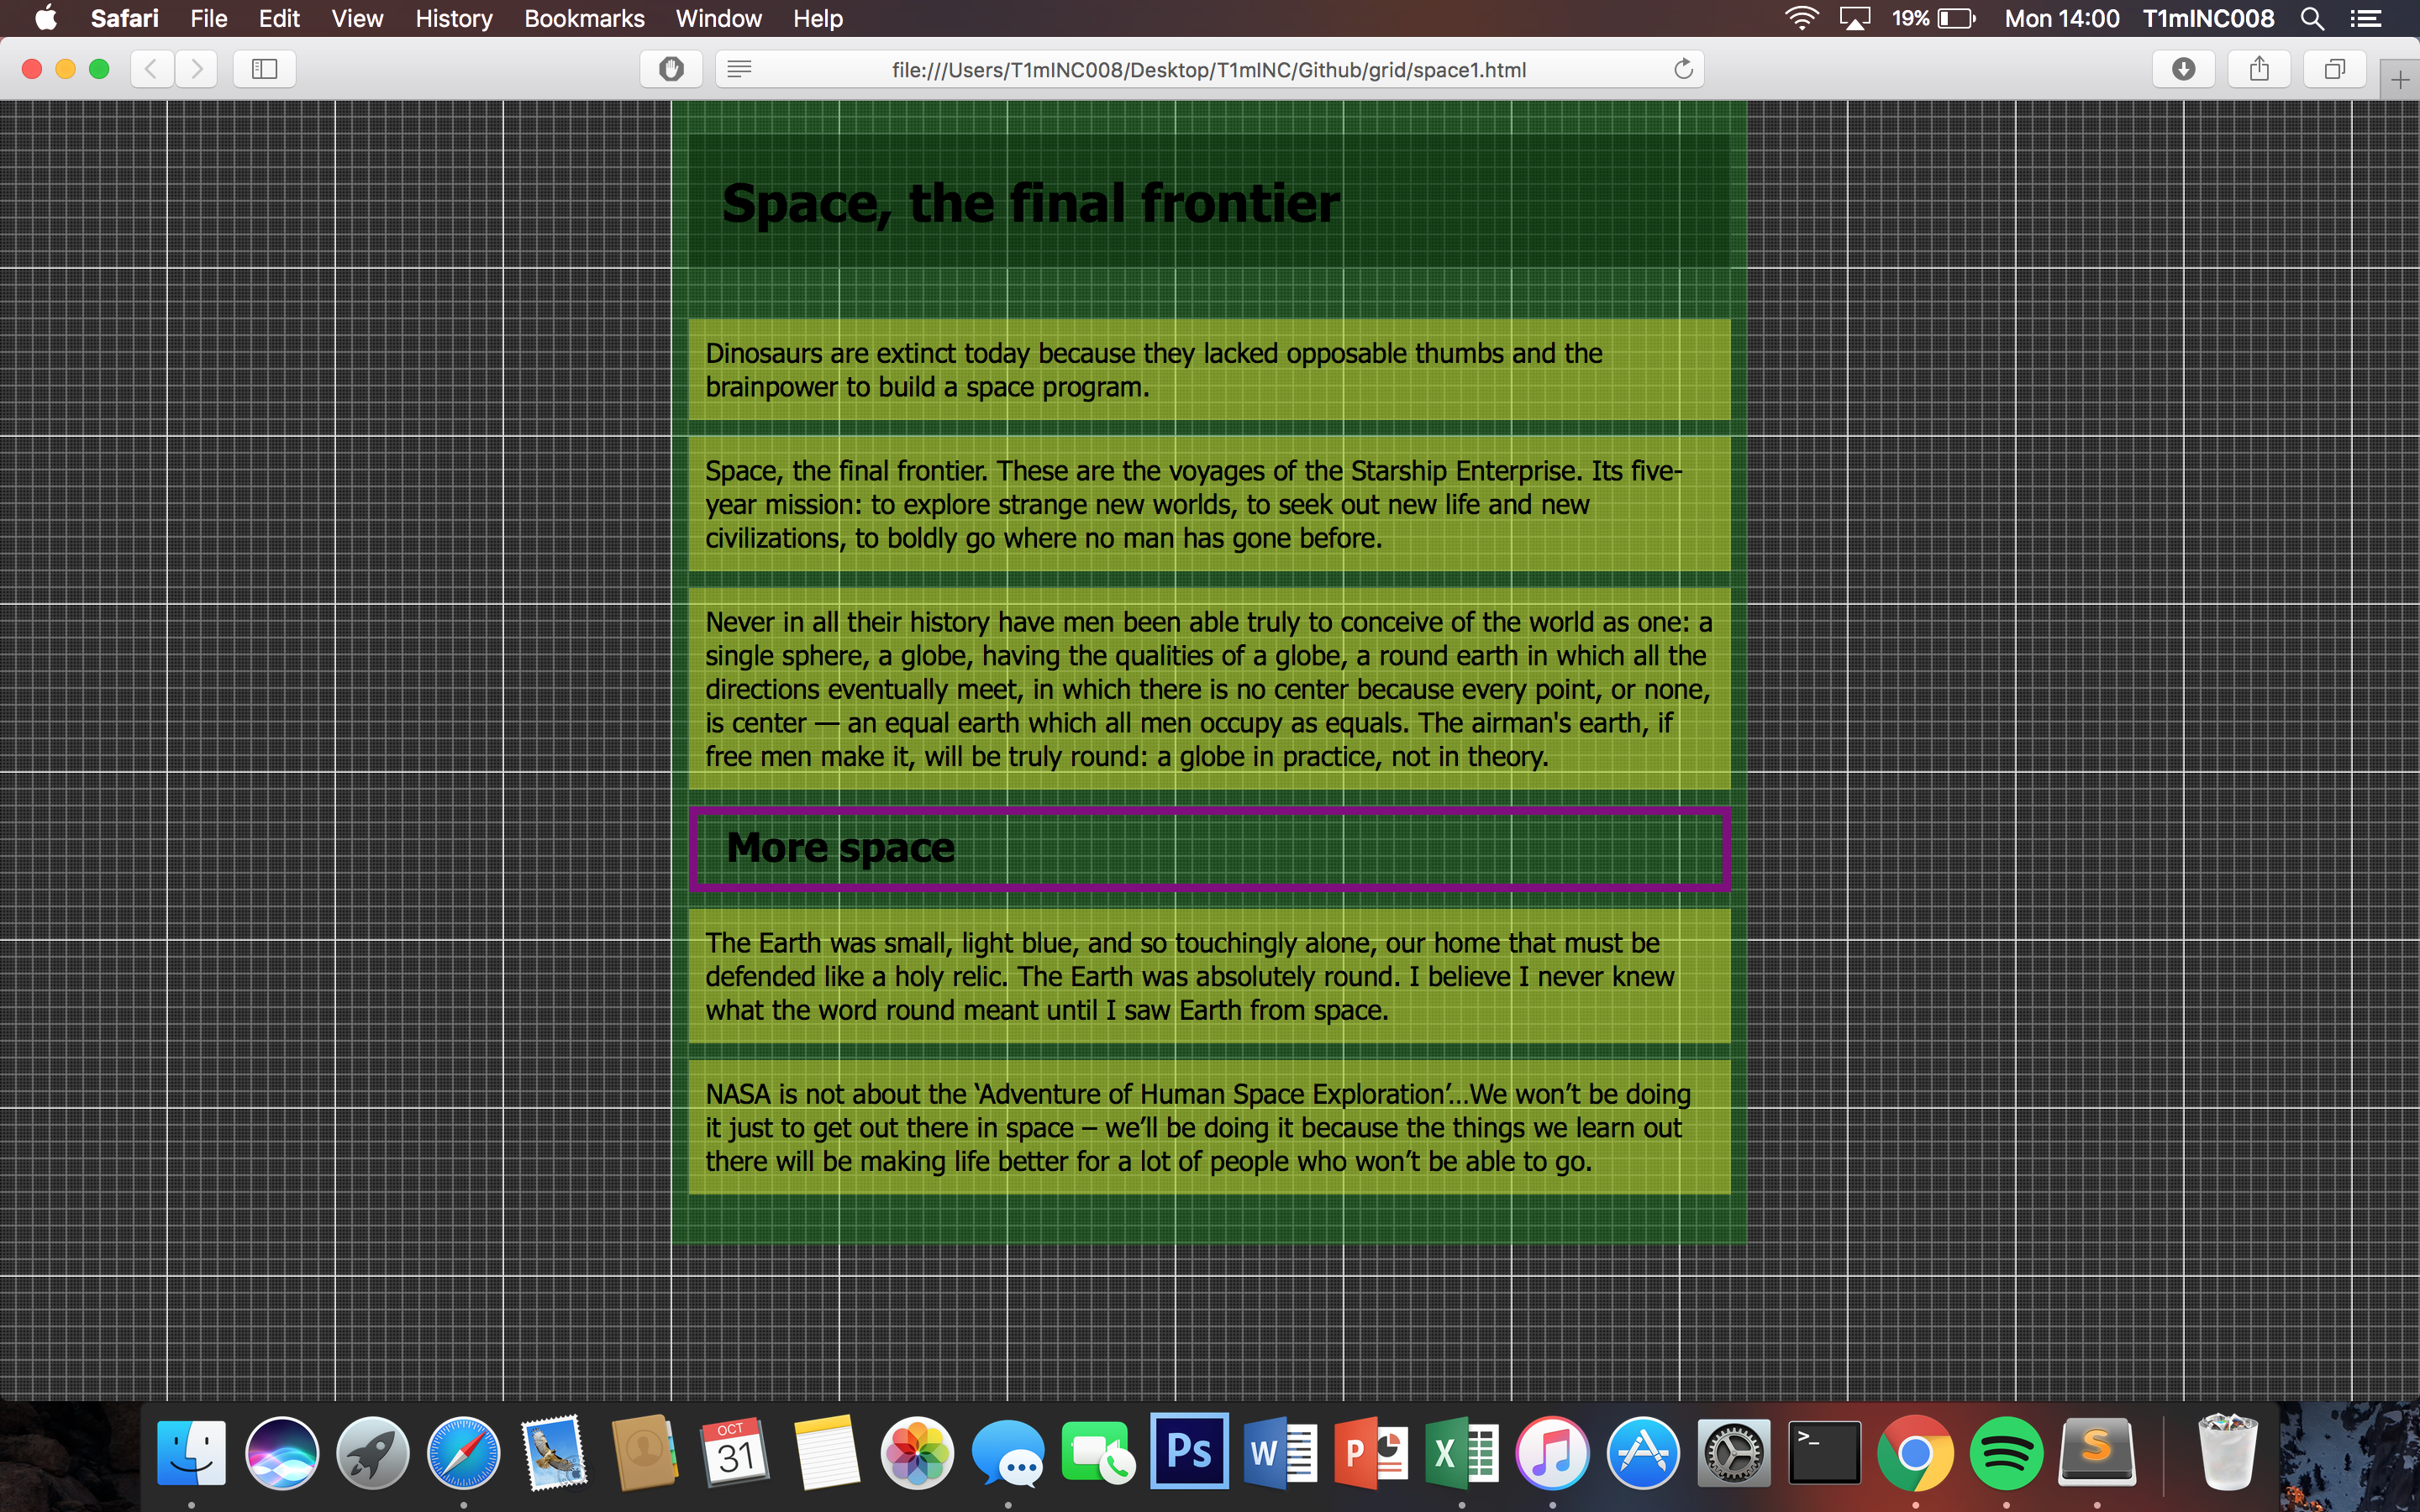 Safari File Edit View History Bookmarks Window Help 19% Mon 14:00 T1mINC008
file:///Users/T1mINC008/Desktop/T1mINC/Github/grid/space1.html
Space, the final frontier
Dinosaurs are extinct today because they lacked opposable thumbs and the
brainpower to build a space program.
Space, the final frontier. These are the voyages of the Starship Enterprise. Its five-
year mission: to explore strange new worlds, to seek out new life and new
civilizations, to boldly go where no man has gone before.
Never in all their history have men been able truly to conceive of the world as one: a
single sphere, a globe, having the qualities of a globe, a round earth in which all the
directions eventually meet, in which there is no center because every point, or none,
is center — an equal earth which all men occupy as equals. The airman's earth, if
free men make it, will be truly round: a globe in practice, not in theory.
More space
The Earth was small, light blue, and so touchingly alone, our home that must be
defended like a holy relic. The Earth was absolutely round. I believe I never knew
what the word round meant until I saw Earth from space.
NASA is not about the ‘Adventure of Human Space Exploration’...We won’t be doing
it just to get out there in space – we’ll be doing it because the things we learn out
there will be making life better for a lot of people who won’t be able to go.
OCT
31
Ps
W
P
X
>_
S